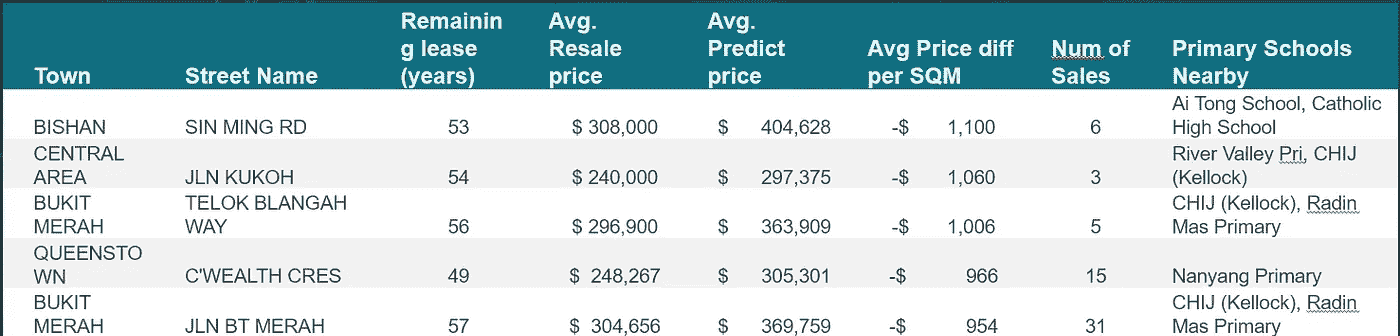 Remainin Avg. Avg.
g lease Resale Predict Avg Price diff Num of Primary Schools
Town Street Name (years) price price per SQM Sales Nearby
Ai Tong School, Catholic
BISHAN SIN MING RD 53 $ 308,000 $ 404,628 -$ 1,100 6 High School
CENTRAL River Valley Pri, CHIJ
AREA JLN KUKOH 54 $ 240,000 $ 297,375 -$ 1,060 3 (Kellock)
BUKIT TELOK BLANGAH CHIJ (Kellock), Radin
MERAH WAY 56 $ 296,900 $ 363,909 -$ 1,006 5 Mas Primary
QUEENSTO
WN C'WEALTH CRES 49 $ 248,267 $ 305,301 -$ 966 15 Nanyang Primary
BUKIT CHIJ (Kellock), Radin
MERAH JLN BT MERAH 57 $ 304,656 $ 369,759 -$ 954 31 Mas Primary